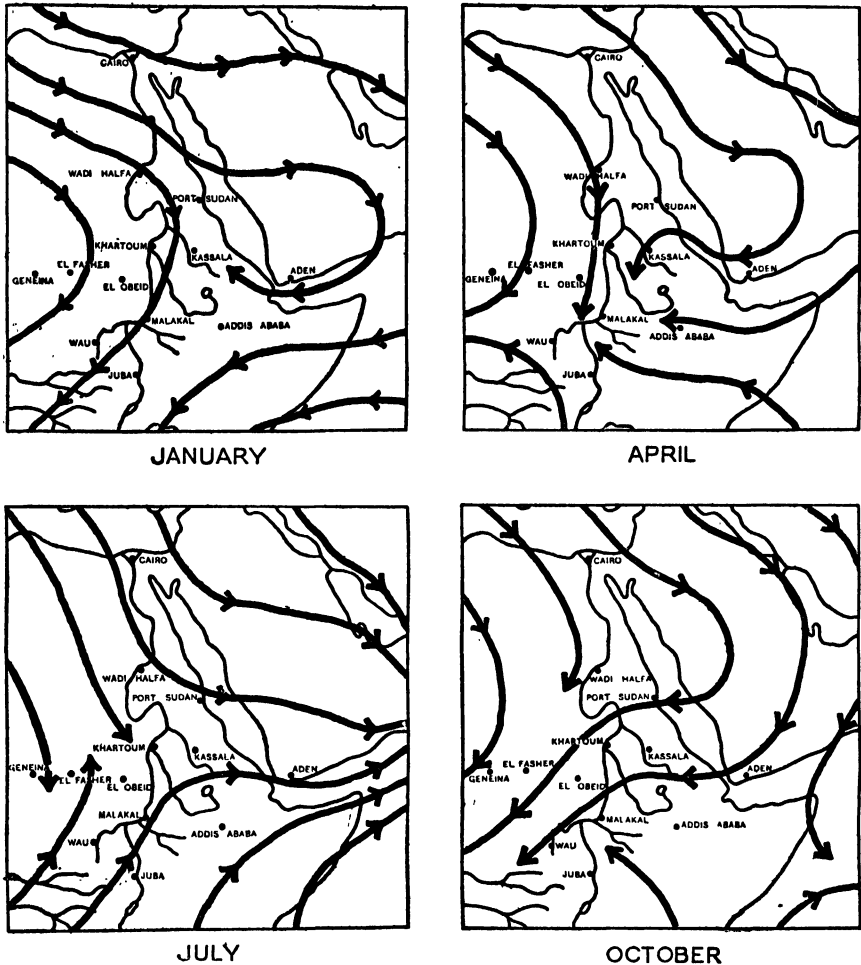 CAIRO
WADI HALFA
PORT SUDAN
KHARTOUM
KASSALA
EL FASHER
GENEINA
EL OBEID
ADEN
MALAKAL
ADDIS ABABA
WAU
JUBA
JANUARY
CAIRO
WADI HALFA
PORT SUDAN
KHARTOUM
KASSALA
EL FASHER
GENEINA
EL OBEID
ADEN
MALAKAL
ADDIS ABABA
WAU
JUBA
APRIL
CAIRO
WADI HALFA
PORT SUDAN
KHARTOUM
KASSALA
GENEINA
EL FASHER
EL OBEID
ADEN
MALAKAL
ADDIS ABABA
WAU
JUBA
JULY
CAIRO
WADI HALFA
PORT SUDAN
KHARTOUM
KASSALA
EL FASHER
GENEINA
EL OBEID
ADEN
MALAKAL
ADDIS ABABA
WAU
JUBA
OCTOBER